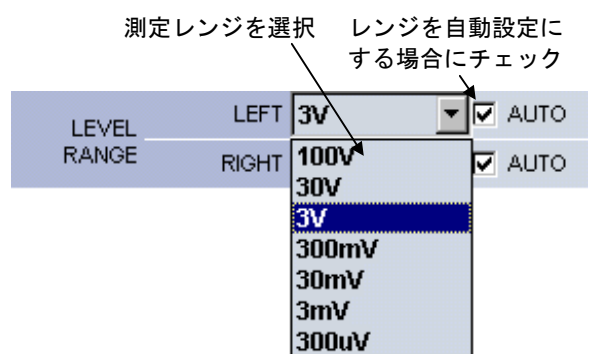 測定レンジを選択
レンジを自動設定に
する場合にチェック
LEVEL
RANGE
LEFT 3V AUTO
RIGHT 100V AUTO
30V
3V
300mV
30mV
3mV
300uV